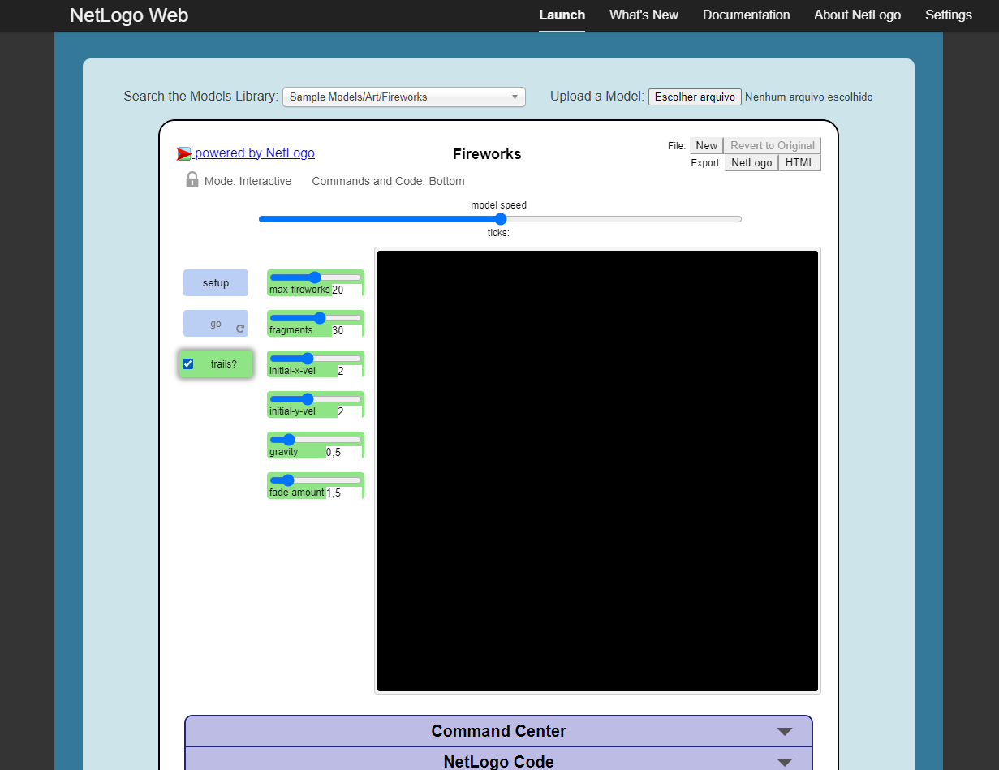 NetLogo Web Launch What's New Documentation About NetLogo Settings
Search the Models Library: Sample Models/Art/Fireworks Upload a Model: Escolher arquivo Nenhum arquivo escolhido
powered by NetLogo Fireworks File: New Revert to Original
Export: NetLogo HTML
Mode: Interactive Commands and Code: Bottom
model speed
ticks:
setup
max-fireworks 20
go
fragments 30
trails?
initial-x-vel 2
initial-y-vel 2
gravity 0,5
fade-amount 1,5
Command Center
NetLogo Code